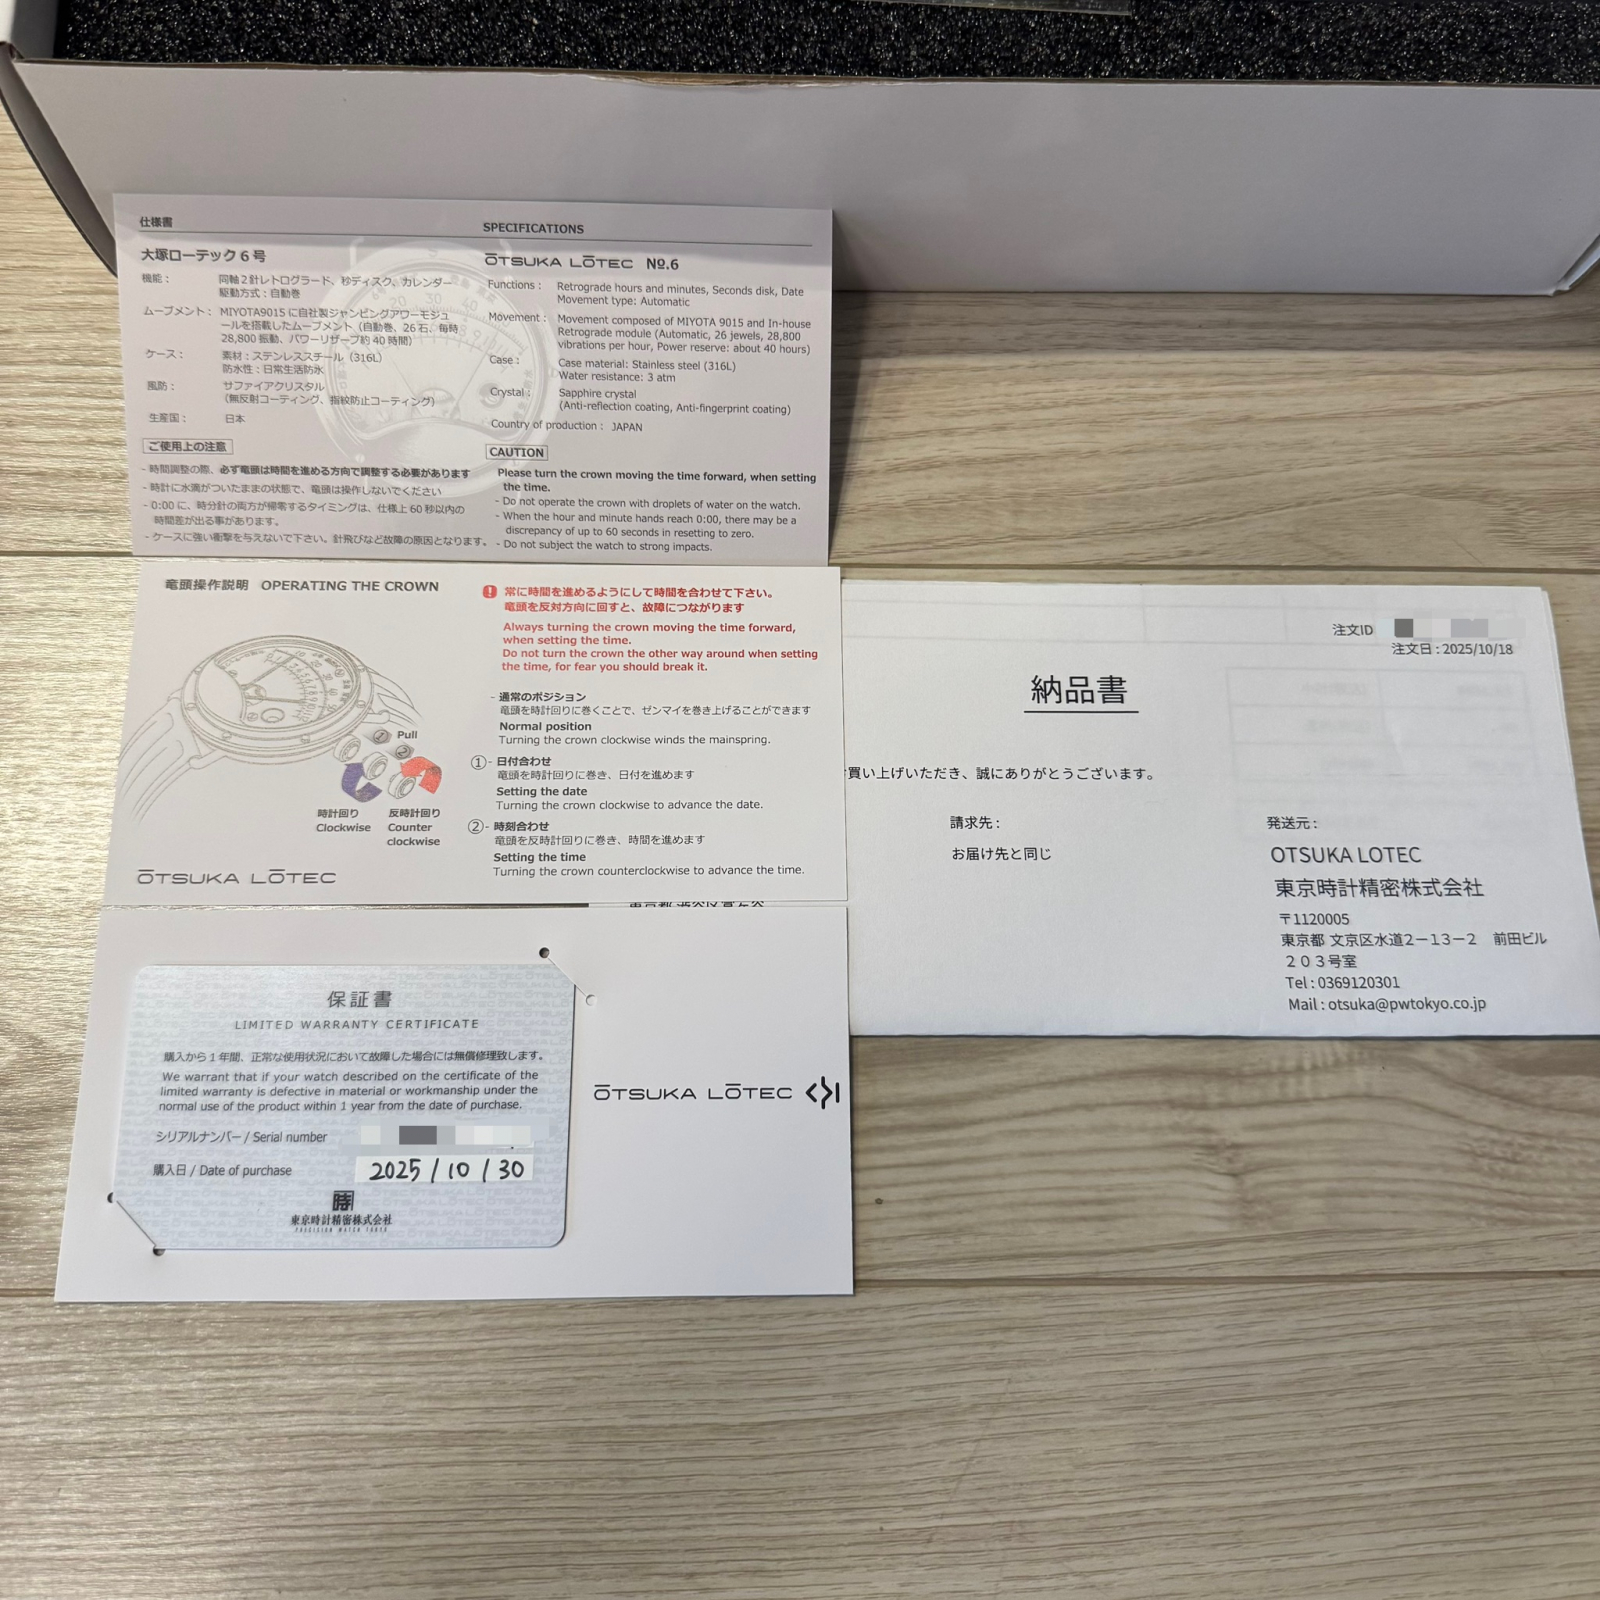 仕様書
大塚ローテック 6 号
機能：
同軸2針レトログラード、秒ディスク、カレンダー
駆動方式：自動巻
ムーブメント：
MIYOTA9015 に自社製ジャンピングアワーモジュ
ールを搭載したムーブメント（自動巻、26 石、毎時
28,800 振動、パワーリザーブ約 40 時間）
ケース：
素材：ステンレススチール（316L）
防水性：日常生活防水
風防：
サファイアクリスタル
（無反射コーティング、指紋防止コーティング）
生産国：
日本
ご使用上の注意
- 時間調整の際、必ず竜頭は時間を進める方向で調整する必要があります
- 時計に水滴がついたままの状態で、竜頭は操作しないでください
- 0:00 に、時分針の両方が帰零するタイミングは、仕様上 60 秒以内の
時間差が出る事があります。
- ケースに強い衝撃を与えないで下さい。針飛びなど故障の原因となります。
SPECIFICATIONS
ŌTSUKA LŌTEC №.6
Functions :
Retrograde hours and minutes, Seconds disk, Date
Movement type: Automatic
Movement :
Movement composed of MIYOTA 9015 and In-house
Retrograde module (Automatic, 26 jewels, 28,800
vibrations per hour, Power reserve: about 40 hours)
Case :
Case material: Stainless steel (316L)
Water resistance: 3 atm
Crystal :
Sapphire crystal
(Anti-reflection coating, Anti-fingerprint coating)
Country of production : JAPAN
CAUTION
Please turn the crown moving the time forward, when setting
the time.
- Do not operate the crown with droplets of water on the watch.
- When the hour and minute hands reach 0:00, there may be a
discrepancy of up to 60 seconds in resetting to zero.
- Do not subject the watch to strong impacts.
竜頭操作説明 OPERATING THE CROWN
① Pull
②
時計回り
Clockwise
反時計回り
Counter
clockwise
ŌTSUKA LŌTEC
常に時間を進めるようにして時間を合わせて下さい。
竜頭を反対方向に回すと、故障につながります
Always turning the crown moving the time forward,
when setting the time.
Do not turn the crown the other way around when setting
the time, for fear you should break it.
- 通常のポジション
竜頭を時計回りに巻くことで、ゼンマイを巻き上げることができます
Normal position
Turning the crown clockwise winds the mainspring.
① - 日付合わせ
竜頭を時計回りに巻き、日付を進めます
Setting the date
Turning the crown clockwise to advance the date.
② - 時刻合わせ
竜頭を反時計回りに巻き、時間を進めます
Setting the time
Turning the crown counterclockwise to advance the time.
保証書
LIMITED WARRANTY CERTIFICATE
購入から 1 年間、正常な使用状況において故障した場合には無償修理致します。
We warrant that if your watch described on the certificate of the
limited warranty is defective in material or workmanship under the
normal use of the product within 1 year from the date of purchase.
シリアルナンバー / Serial number
購入日 / Date of purchase
2025 / 10 / 30
東京時計精密株式会社
PRECISION WATCH TOKYO
ŌTSUKA LŌTEC
注文ID
注文日 : 2025/10/18
納品書
買い上げいただき、誠にありがとうございます。
請求先 :
お届け先と同じ
発送元 :
OTSUKA LOTEC
東京時計精密株式会社
〒1120005
東京都 文京区水道２－１３－２　前田ビル
２０３号室
Tel : 0369120301
Mail : otsuka@pwtokyo.co.jp